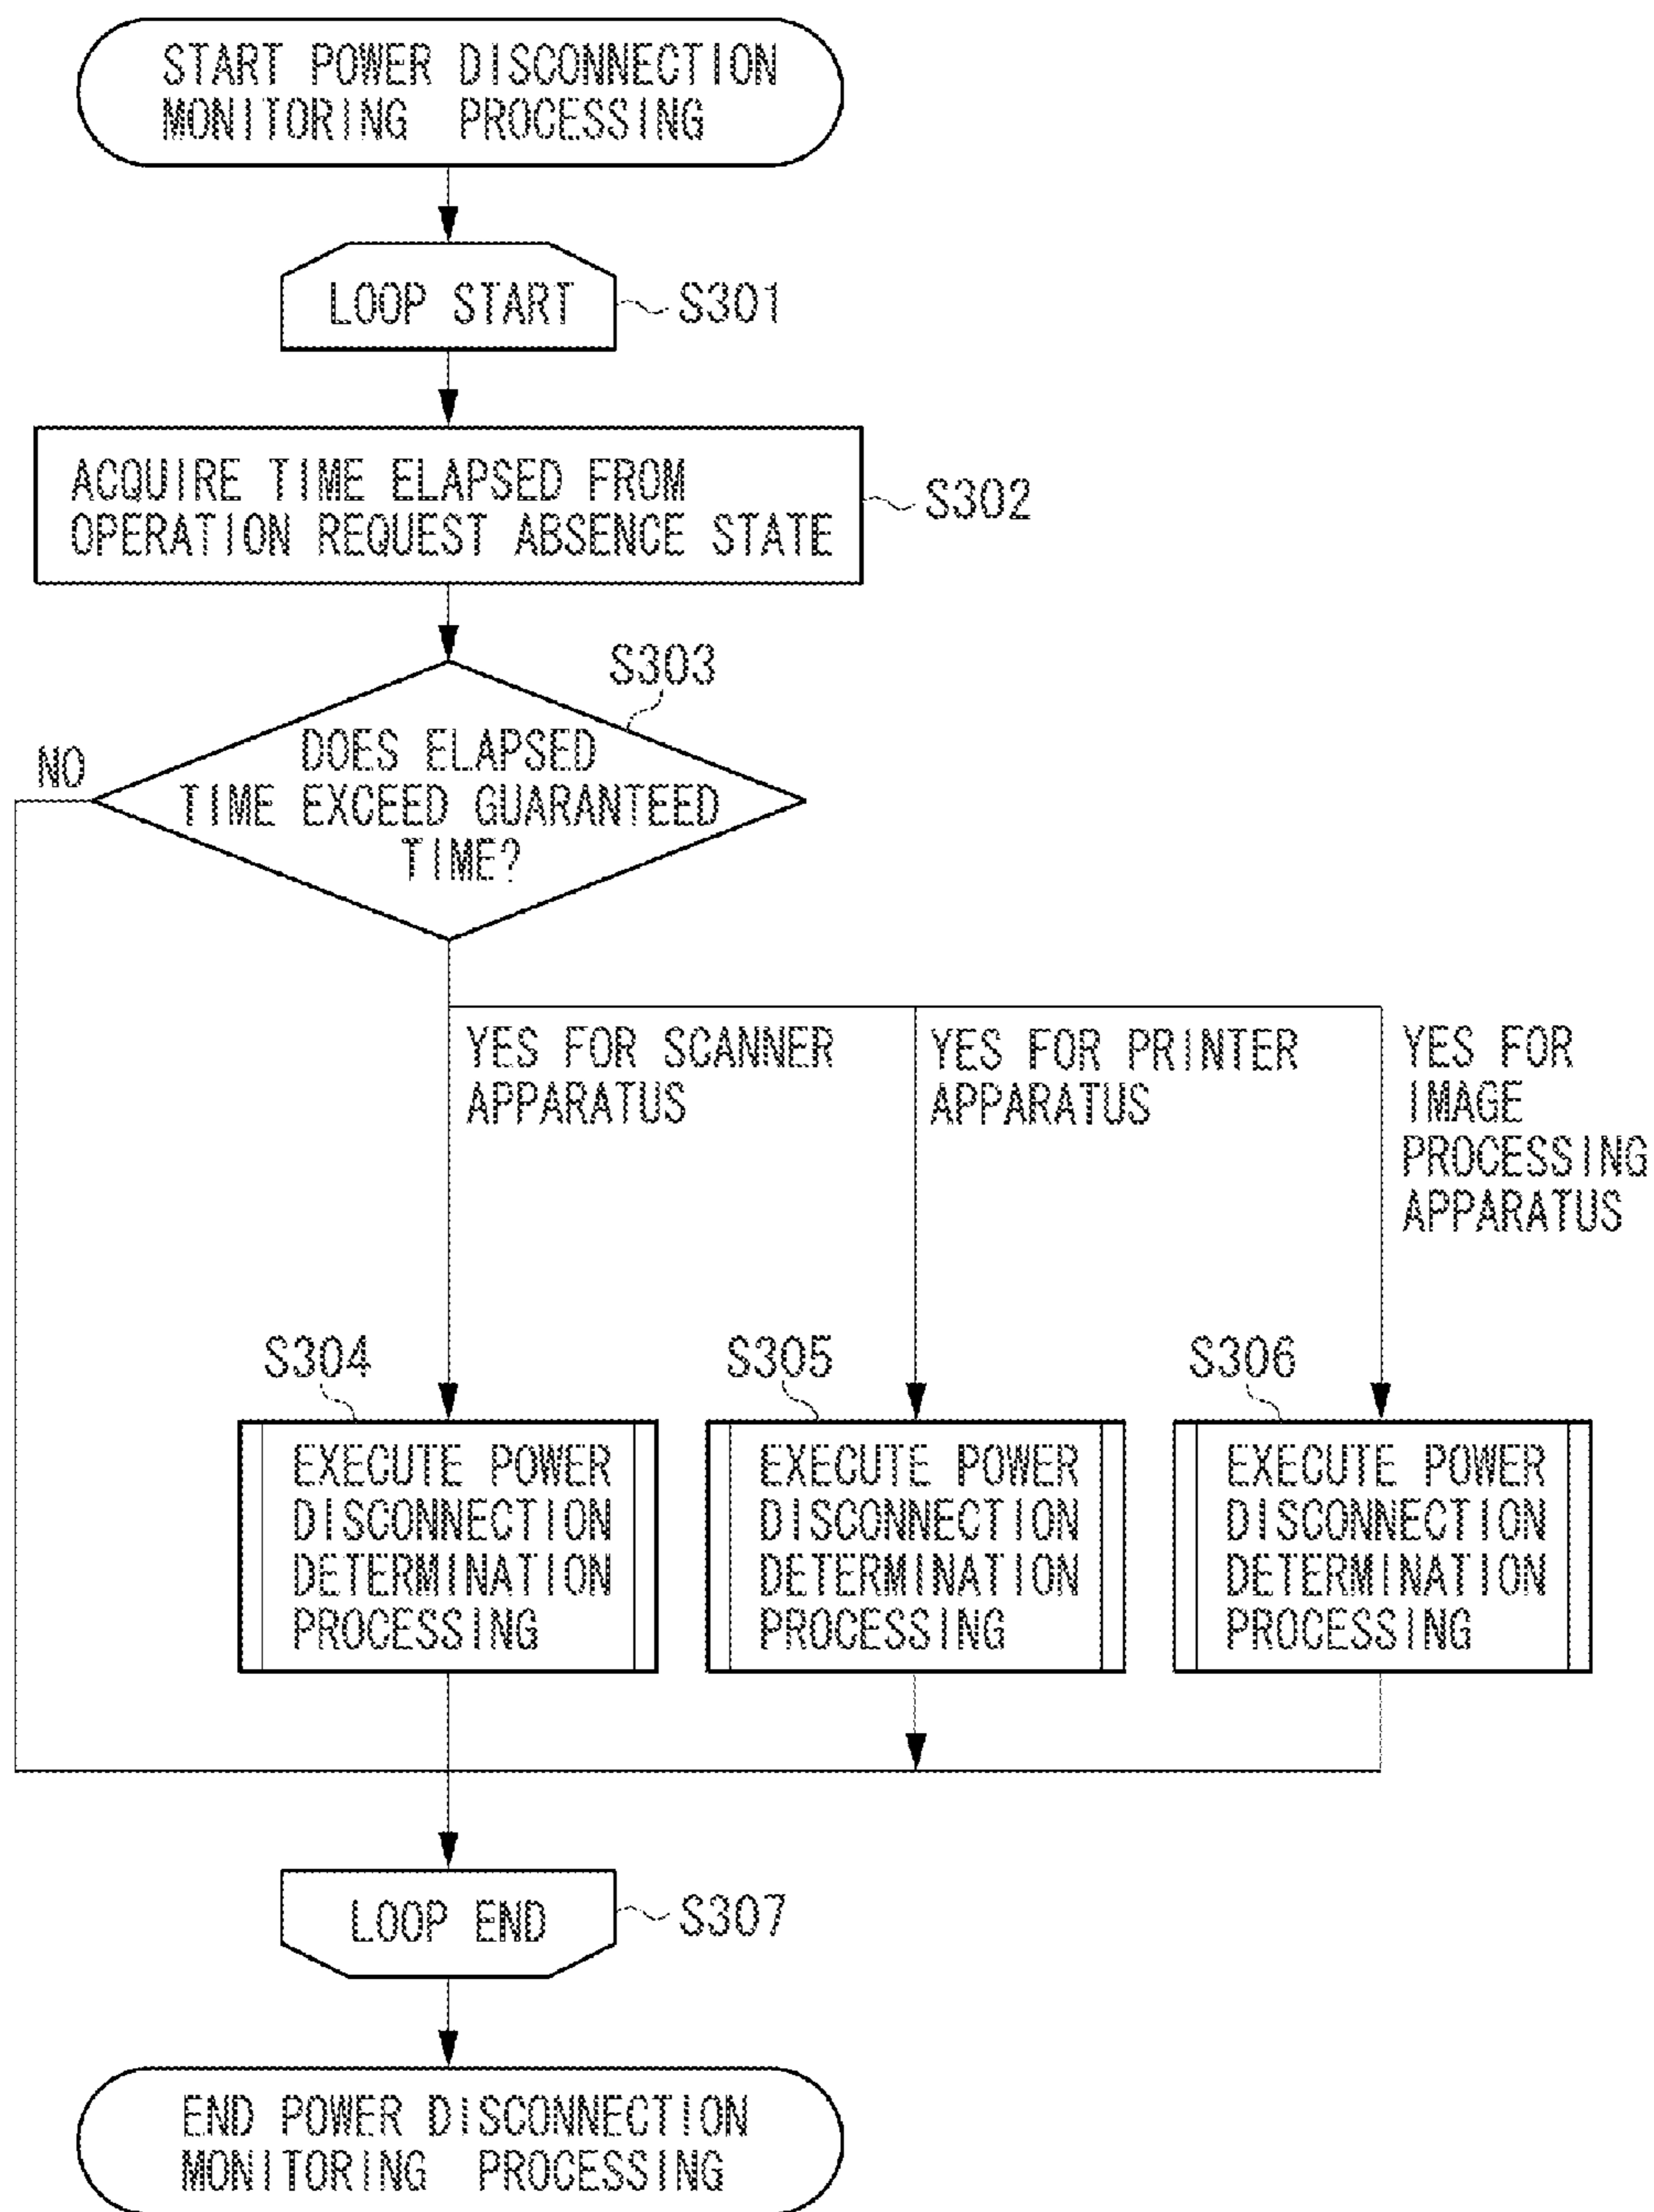 START POWER DISCONNECTION
MONITORING PROCESSING
LOOP START
S301
ACQUIRE TIME ELAPSED FROM
OPERATION REQUEST ABSENCE STATE
S302
S303
DOES ELAPSED
TIME EXCEED GUARANTEED
TIME?
NO
YES FOR SCANNER
APPARATUS
YES FOR PRINTER
APPARATUS
YES FOR
IMAGE
PROCESSING
APPARATUS
S304
EXECUTE POWER
DISCONNECTION
DETERMINATION
PROCESSING
S305
EXECUTE POWER
DISCONNECTION
DETERMINATION
PROCESSING
S306
EXECUTE POWER
DISCONNECTION
DETERMINATION
PROCESSING
LOOP END
S307
END POWER DISCONNECTION
MONITORING PROCESSING